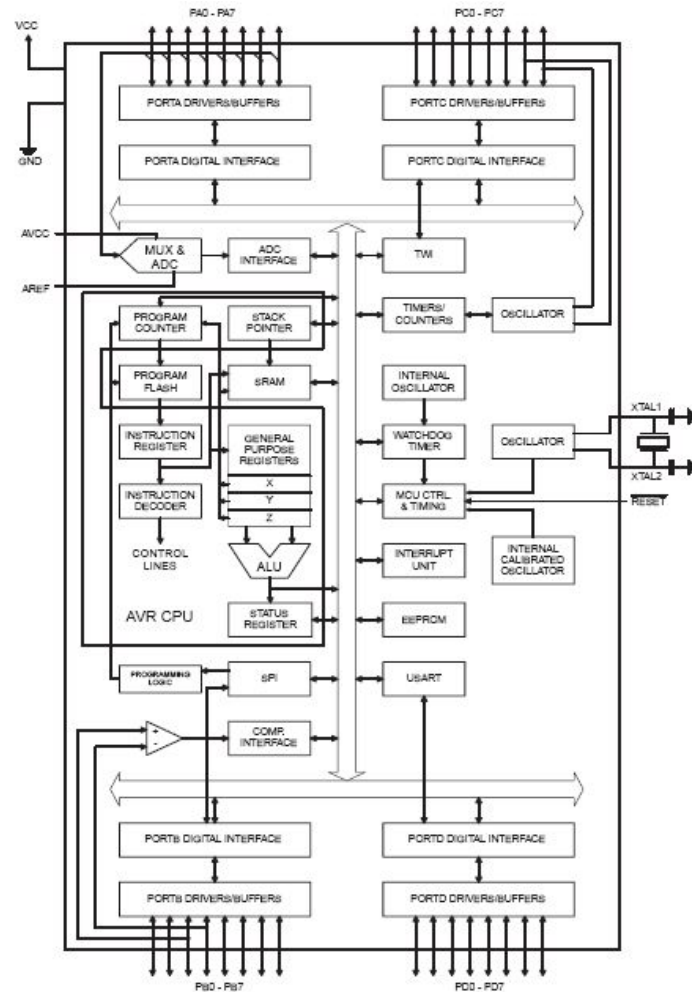 PA0 - PA7
PC0 - PC7
VCC
GND
PORTA DRIVERS/BUFFERS
PORTC DRIVERS/BUFFERS
PORTA DIGITAL INTERFACE
PORTC DIGITAL INTERFACE
AVCC
AREF
MUX &
ADC
ADC
INTERFACE
TWI
PROGRAM
COUNTER
STACK
POINTER
TIMERS/
COUNTERS
OSCILLATOR
PROGRAM
FLASH
SRAM
INTERNAL
OSCILLATOR
XTAL1
INSTRUCTION
REGISTER
GENERAL
PURPOSE
REGISTERS
WATCHDOG
TIMER
OSCILLATOR
XTAL2
X
Y
Z
INSTRUCTION
DECODER
MCU CTRL.
& TIMING
RESET
CONTROL
LINES
ALU
INTERRUPT
UNIT
INTERNAL
CALIBRATED
OSCILLATOR
AVR CPU
STATUS
REGISTER
EEPROM
PROGRAMMING
LOGIC
SPI
USART
+
-
COMP.
INTERFACE
PORTB DIGITAL INTERFACE
PORTD DIGITAL INTERFACE
PORTB DRIVERS/BUFFERS
PORTD DRIVERS/BUFFERS
PB0 - PB7
PD0 - PD7